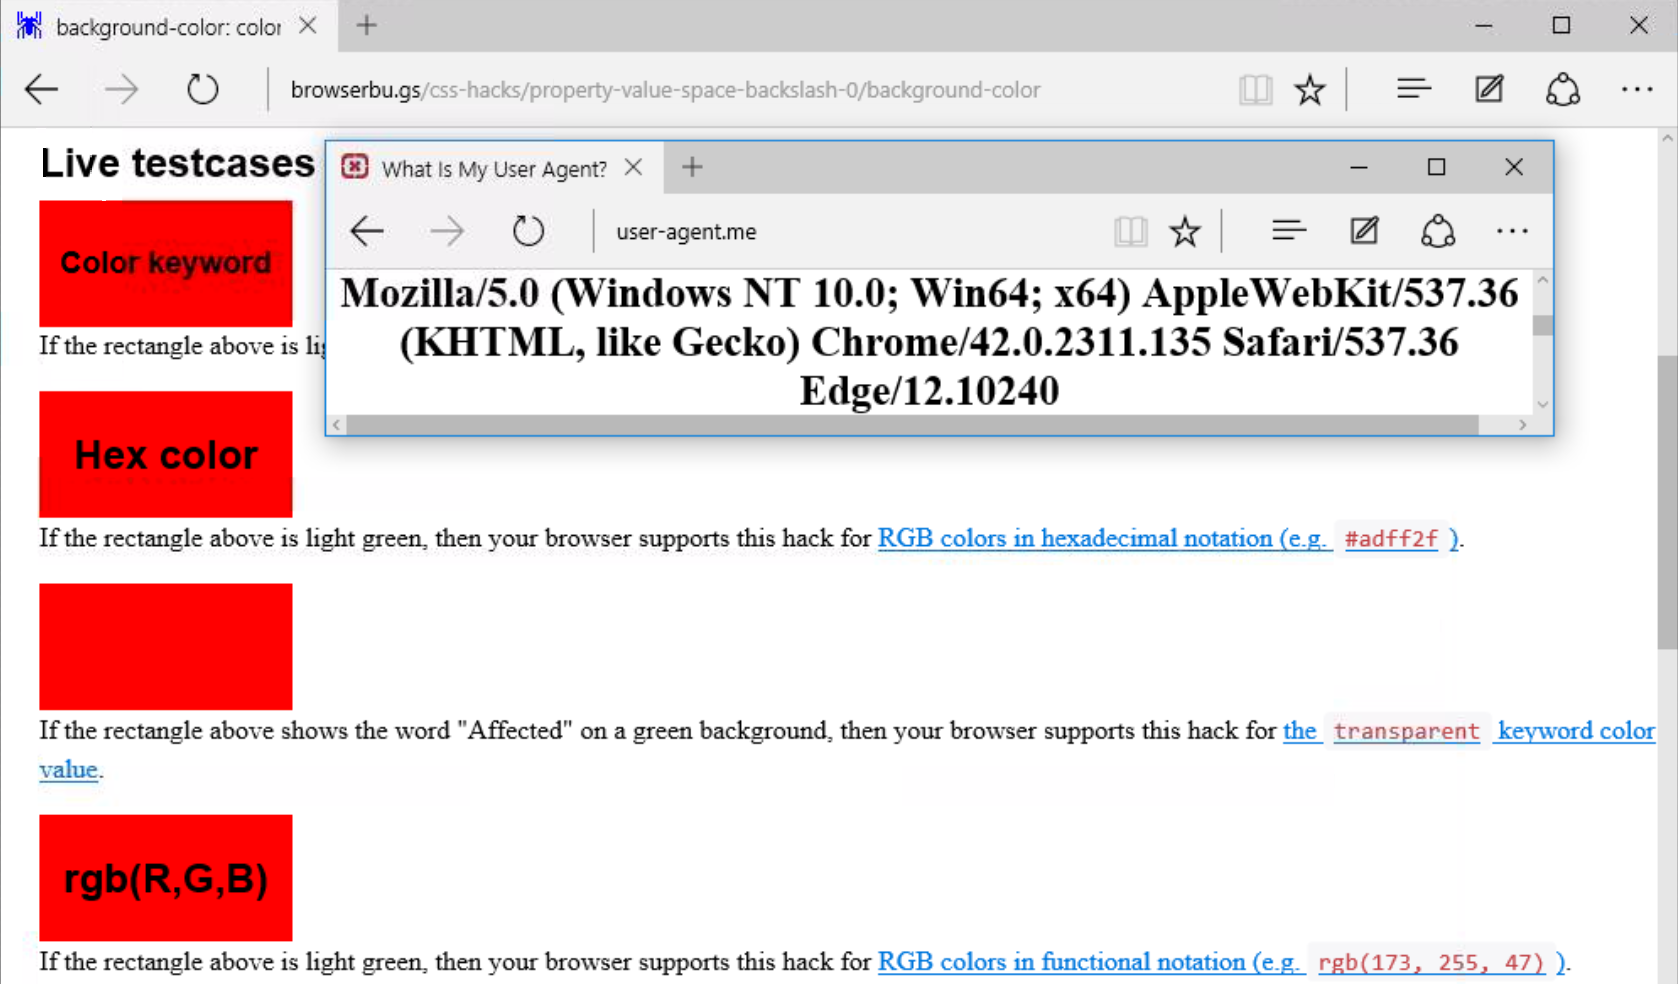 background-color: color
browserbu.gs/css-hacks/property-value-space-backslash-0/background-color
Live testcases
What Is My User Agent?
user-agent.me
Mozilla/5.0 (Windows NT 10.0; Win64; x64) AppleWebKit/537.36
(KHTML, like Gecko) Chrome/42.0.2311.135 Safari/537.36
Edge/12.10240
Color keyword
If the rectangle above is
Hex color
If the rectangle above is light green, then your browser supports this hack for RGB colors in hexadecimal notation (e.g. #adff2f ).
If the rectangle above shows the word "Affected" on a green background, then your browser supports this hack for the transparent keyword color
value.
rgb(R,G,B)
If the rectangle above is light green, then your browser supports this hack for RGB colors in functional notation (e.g. rgb(173, 255, 47) ).